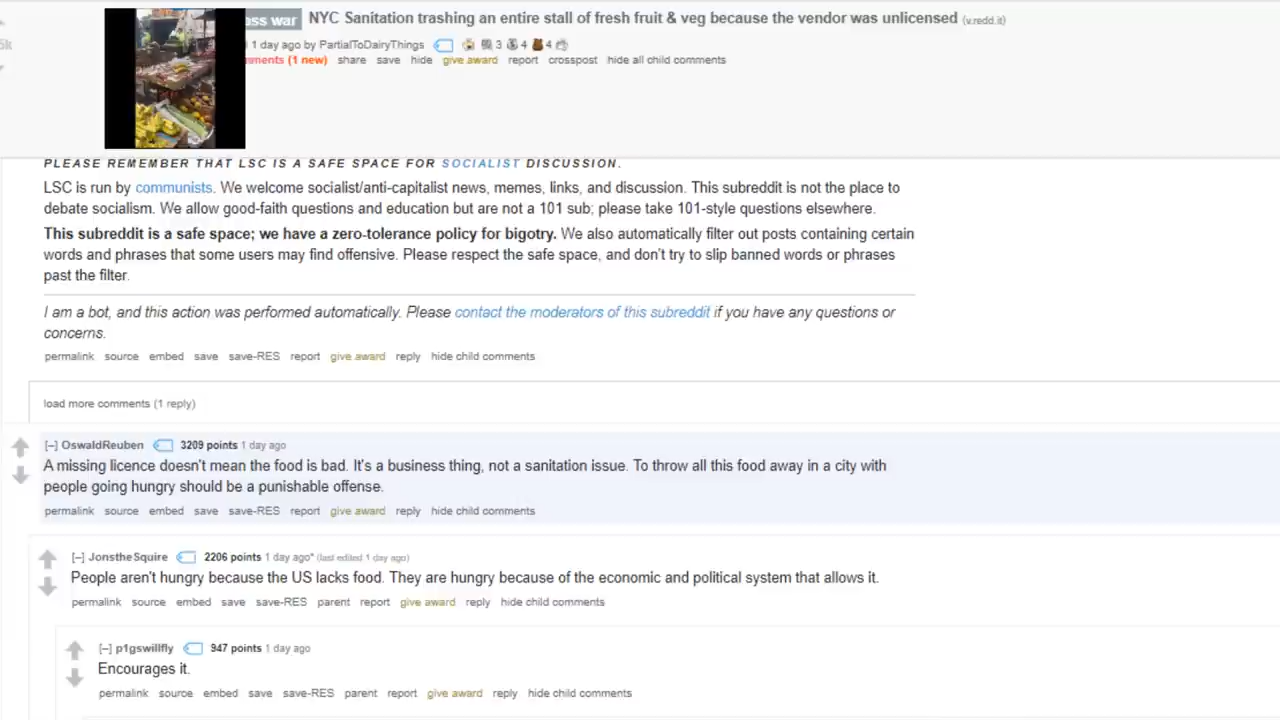 ass war NYC Sanitation trashing an entire stall of fresh fruit & veg because the vendor was unlicensed (v.redd.it)
5k
1 day ago by PartialToDairyThings 3 4 4
mments (1 new) share save hide give award report crosspost hide all child comments
PLEASE REMEMBER THAT LSC IS A SAFE SPACE FOR SOCIALIST DISCUSSION.
LSC is run by communists. We welcome socialist/anti-capitalist news, memes, links, and discussion. This subreddit is not the place to
debate socialism. We allow good-faith questions and education but are not a 101 sub; please take 101-style questions elsewhere.
This subreddit is a safe space; we have a zero-tolerance policy for bigotry. We also automatically filter out posts containing certain
words and phrases that some users may find offensive. Please respect the safe space, and don't try to slip banned words or phrases
past the filter.
I am a bot, and this action was performed automatically. Please contact the moderators of this subreddit if you have any questions or
concerns.
permalink source embed save save-RES report give award reply hide child comments
load more comments (1 reply)
[–] OswaldReuben 3209 points 1 day ago
A missing licence doesn't mean the food is bad. It's a business thing, not a sanitation issue. To throw all this food away in a city with
people going hungry should be a punishable offense.
permalink source embed save save-RES report give award reply hide child comments
[–] JonstheSquire 2206 points 1 day ago* (last edited 1 day ago)
People aren't hungry because the US lacks food. They are hungry because of the economic and political system that allows it.
permalink source embed save save-RES parent report give award reply hide child comments
[–] p1gswillfly 947 points 1 day ago
Encourages it.
permalink source embed save save-RES parent report give award reply hide child comments